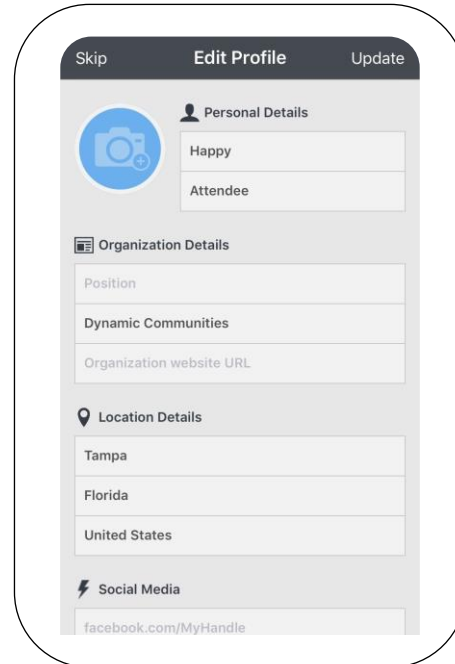 Skip Edit Profile Update
Personal Details
Happy
Attendee
Organization Details
Position
Dynamic Communities
Organization website URL
Location Details
Tampa
Florida
United States
Social Media
facebook.com/MyHandle